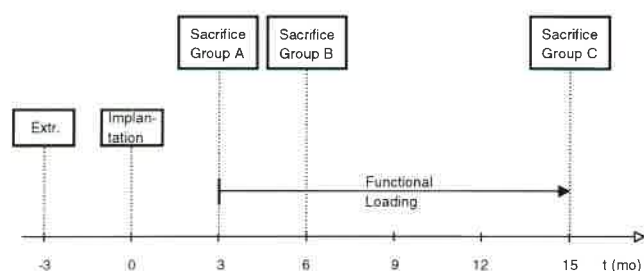 Sacrifice
Group A
Sacrifice
Group B
Sacrifice
Group C
Extr.
Implan-
tation
Functional
Loading
-3
0
3
6
9
12
15
t (mo)